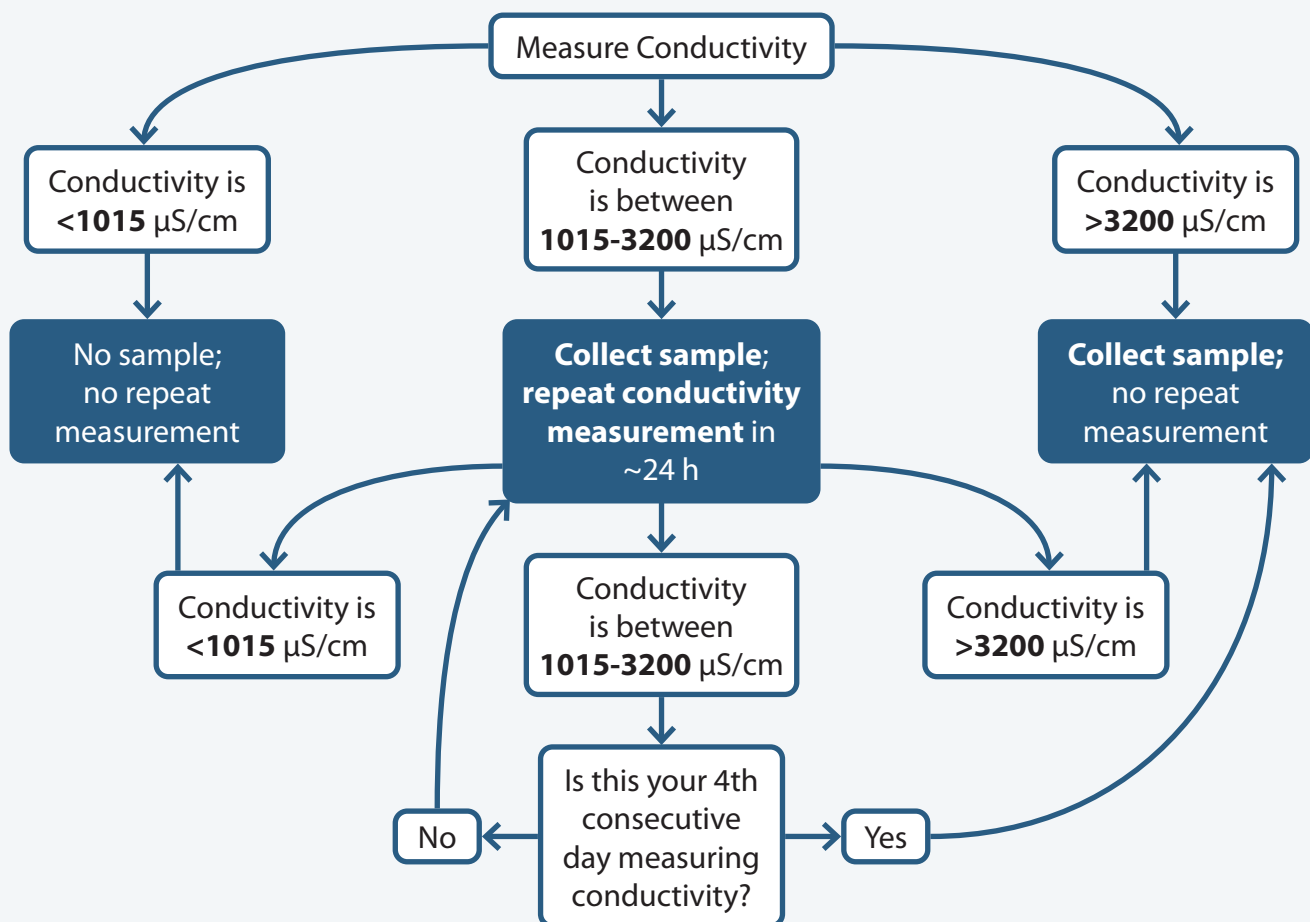 Measure Conductivity
Conductivity is
<1015 µS/cm
Conductivity
is between
1015-3200 µS/cm
Conductivity is
>3200 µS/cm
No sample;
no repeat
measurement
Collect sample;
repeat conductivity
measurement in
~24 h
Collect sample;
no repeat
measurement
Conductivity is
<1015 µS/cm
Conductivity
is between
1015-3200 µS/cm
Conductivity is
>3200 µS/cm
No
Is this your 4th
consecutive
day measuring
conductivity?
Yes